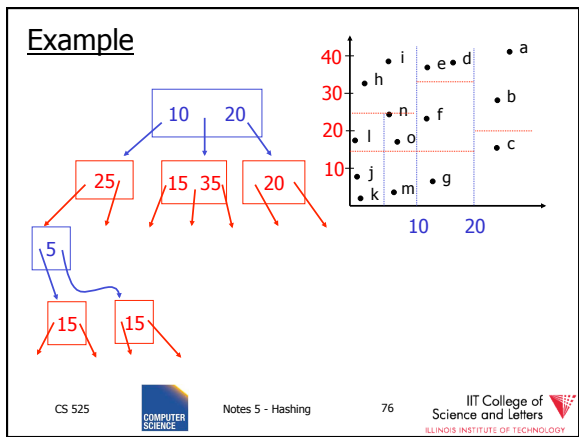 Example
10 20
25
15 35
20
5
15
15
40
30
20
10
10 20
a
b
c
d
e
f
g
h
i
j
k
l
m
n
o
CS 525
COMPUTER
SCIENCE
Notes 5 - Hashing
76
IIT College of
Science and Letters
ILLINOIS INSTITUTE OF TECHNOLOGY